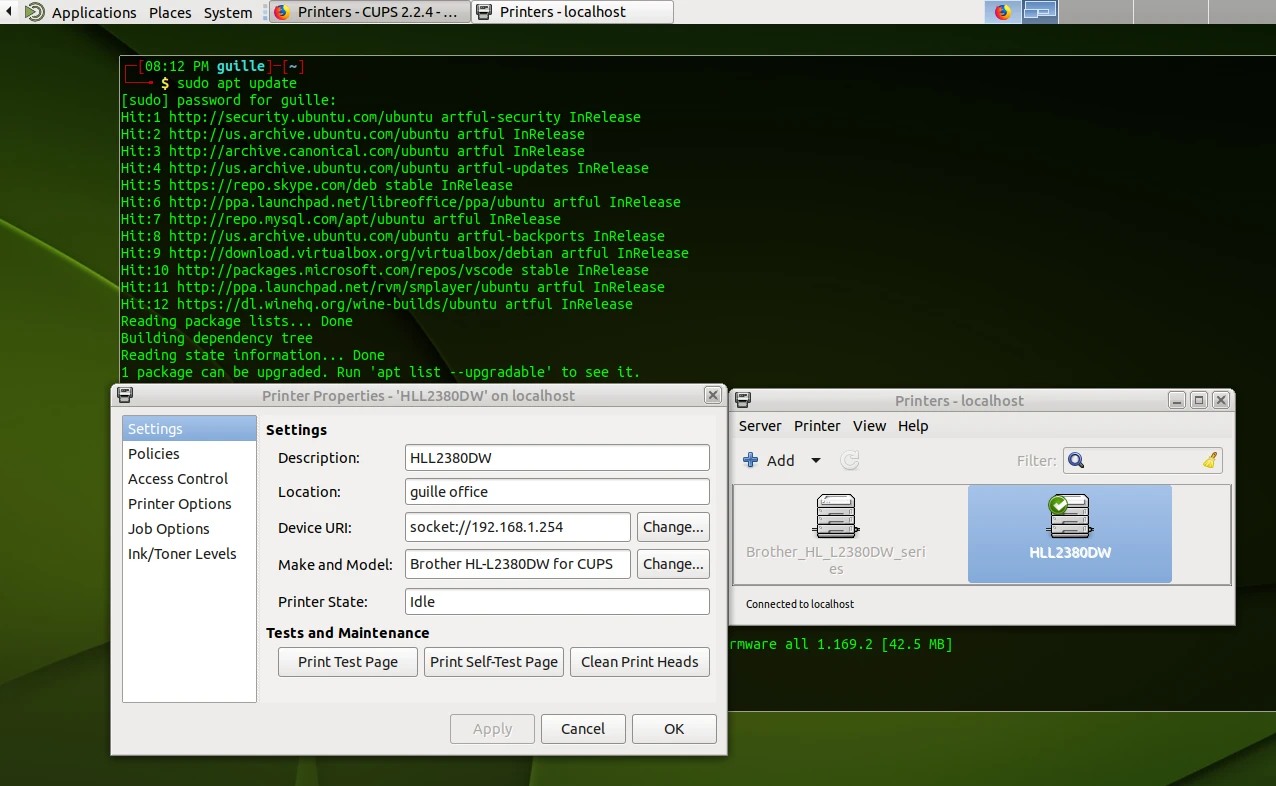 Applications Places System Printers - CUPS 2.2.4 - ... Printers - localhost
[08:12 PM guille]-[~]
$ sudo apt update
[sudo] password for guille:
Hit:1 http://security.ubuntu.com/ubuntu artful-security InRelease
Hit:2 http://us.archive.ubuntu.com/ubuntu artful InRelease
Hit:3 http://archive.canonical.com/ubuntu artful InRelease
Hit:4 http://us.archive.ubuntu.com/ubuntu artful-updates InRelease
Hit:5 https://repo.skype.com/deb stable InRelease
Hit:6 http://ppa.launchpad.net/libreoffice/ppa/ubuntu artful InRelease
Hit:7 http://repo.mysql.com/apt/ubuntu artful InRelease
Hit:8 http://us.archive.ubuntu.com/ubuntu artful-backports InRelease
Hit:9 http://download.virtualbox.org/virtualbox/debian artful InRelease
Hit:10 http://packages.microsoft.com/repos/vscode stable InRelease
Hit:11 http://ppa.launchpad.net/rvm/smplayer/ubuntu artful InRelease
Hit:12 https://dl.winehq.org/wine-builds/ubuntu artful InRelease
Reading package lists... Done
Building dependency tree
Reading state information... Done
1 package can be upgraded. Run 'apt list --upgradable' to see it.
Printer Properties - 'HLL2380DW' on localhost
Settings
Policies
Access Control
Printer Options
Job Options
Ink/Toner Levels
Settings
Description: HLL2380DW
Location: guille office
Device URI: socket://192.168.1.254 Change...
Make and Model: Brother HL-L2380DW for CUPS Change...
Printer State: Idle
Tests and Maintenance
Print Test Page Print Self-Test Page Clean Print Heads
Apply Cancel OK
Printers - localhost
Server Printer View Help
Add Filter:
Brother_HL_L2380DW_seri
es
HLL2380DW
Connected to localhost
rmware all 1.169.2 [42.5 MB]